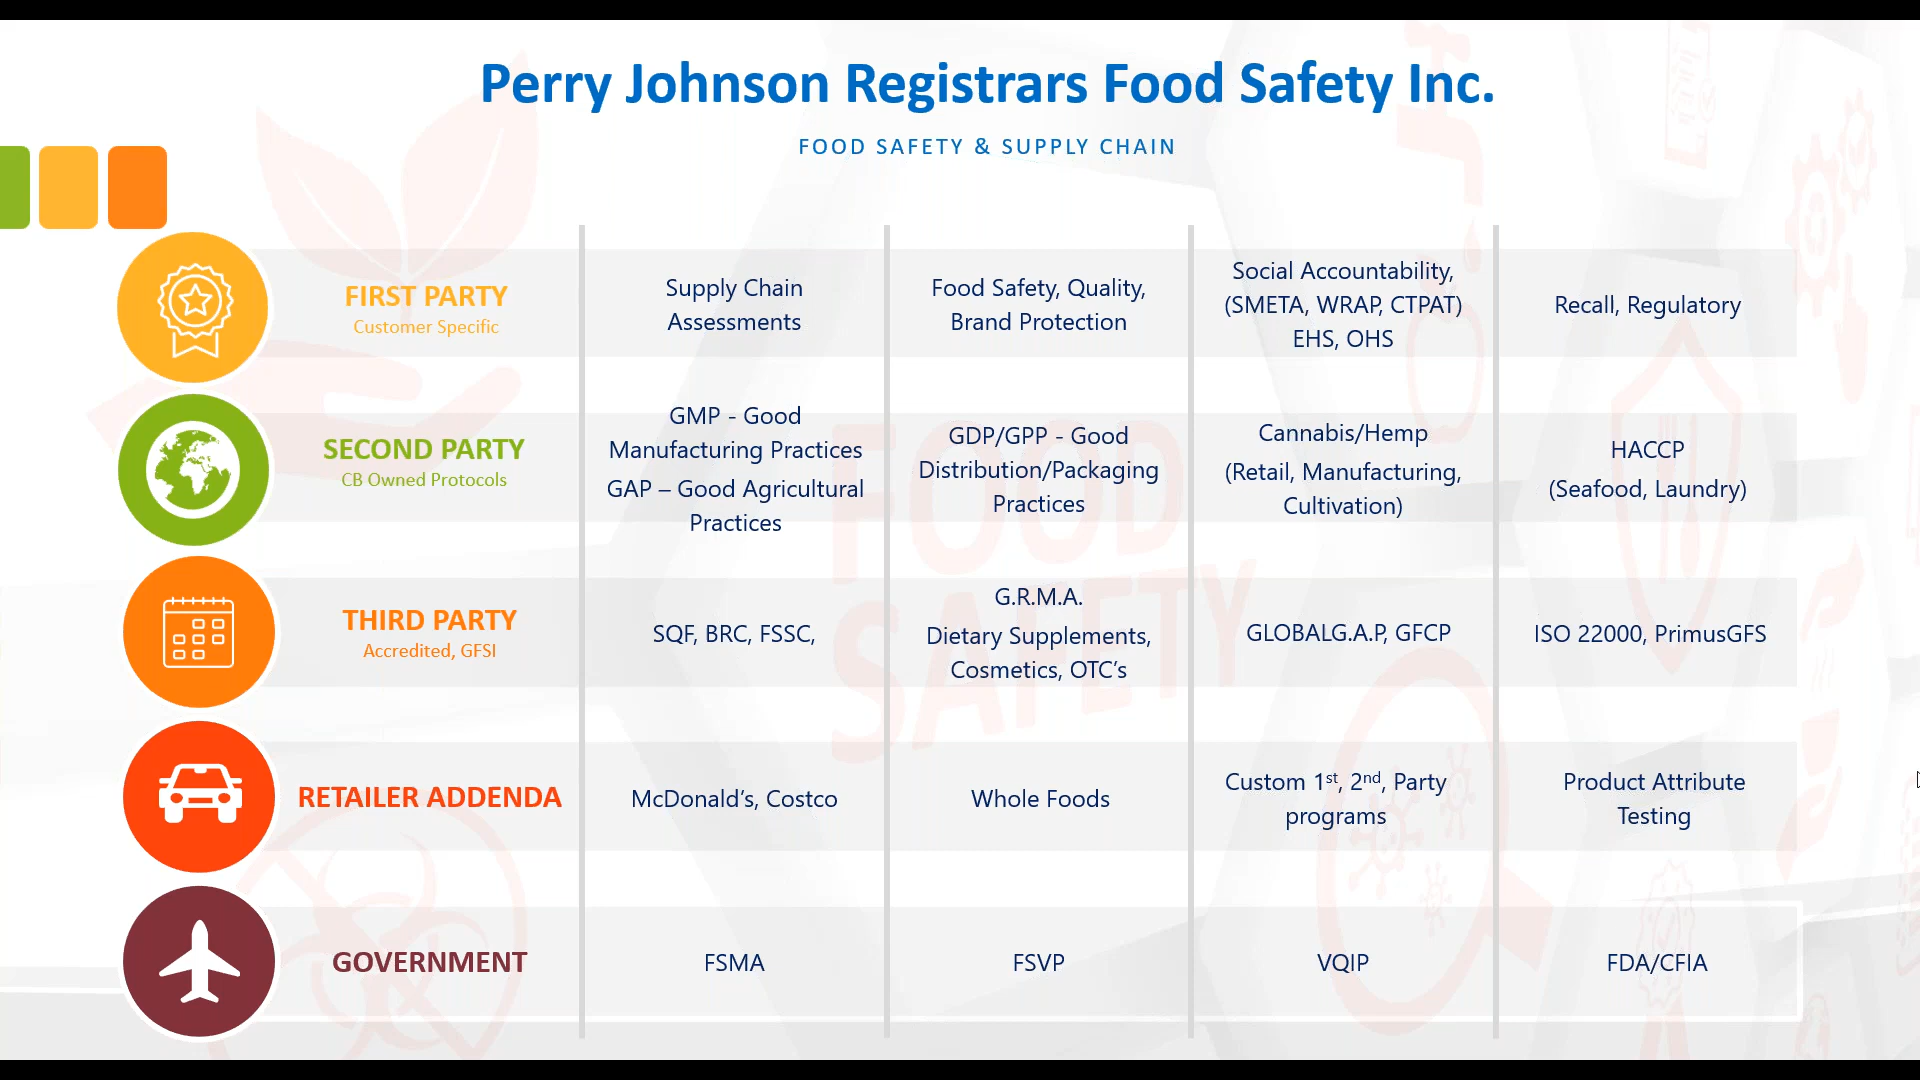 Perry Johnson Registrars Food Safety Inc.
FOOD SAFETY & SUPPLY CHAIN
FIRST PARTY
Customer Specific
Supply Chain
Assessments
Food Safety, Quality,
Brand Protection
Social Accountability,
(SMETA, WRAP, CTPAT)
EHS, OHS
Recall, Regulatory
SECOND PARTY
CB Owned Protocols
GMP - Good
Manufacturing Practices
GAP – Good Agricultural
Practices
GDP/GPP - Good
Distribution/Packaging
Practices
Cannabis/Hemp
(Retail, Manufacturing,
Cultivation)
HACCP
(Seafood, Laundry)
THIRD PARTY
Accredited, GFSI
SQF, BRC, FSSC,
G.R.M.A.
Dietary Supplements,
Cosmetics, OTC’s
GLOBALG.A.P, GFCP
ISO 22000, PrimusGFS
RETAILER ADDENDA
McDonald’s, Costco
Whole Foods
Custom 1st, 2nd, Party
programs
Product Attribute
Testing
GOVERNMENT
FSMA
FSVP
VQIP
FDA/CFIA
FOOD
SAFETY